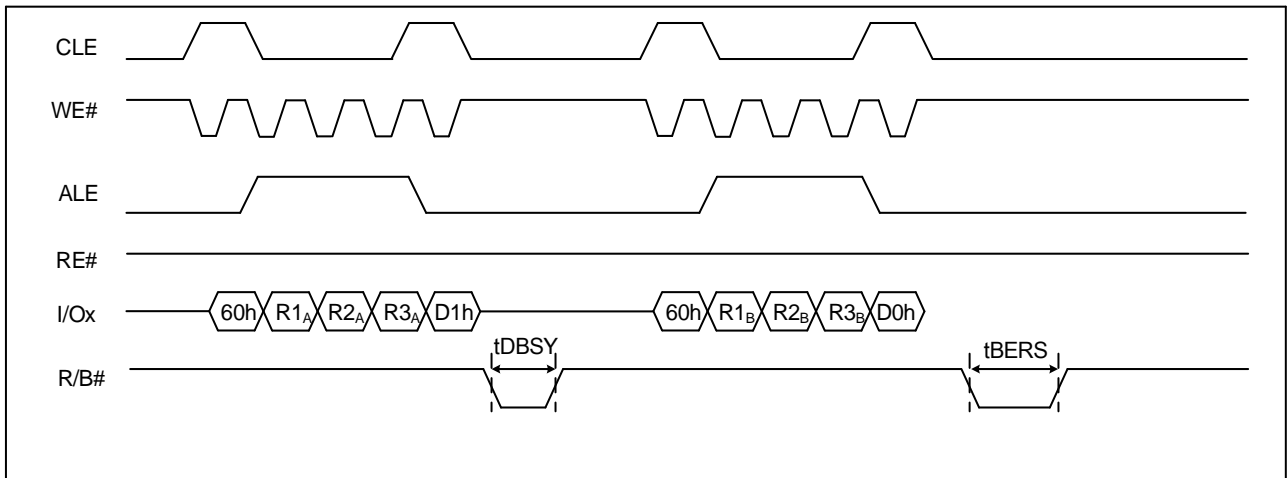 CLE
WE#
ALE
RE#
I/Ox 60h R1A R2A R3A D1h 60h R1B R2B R3B D0h
tDBSY tBERS
R/B#